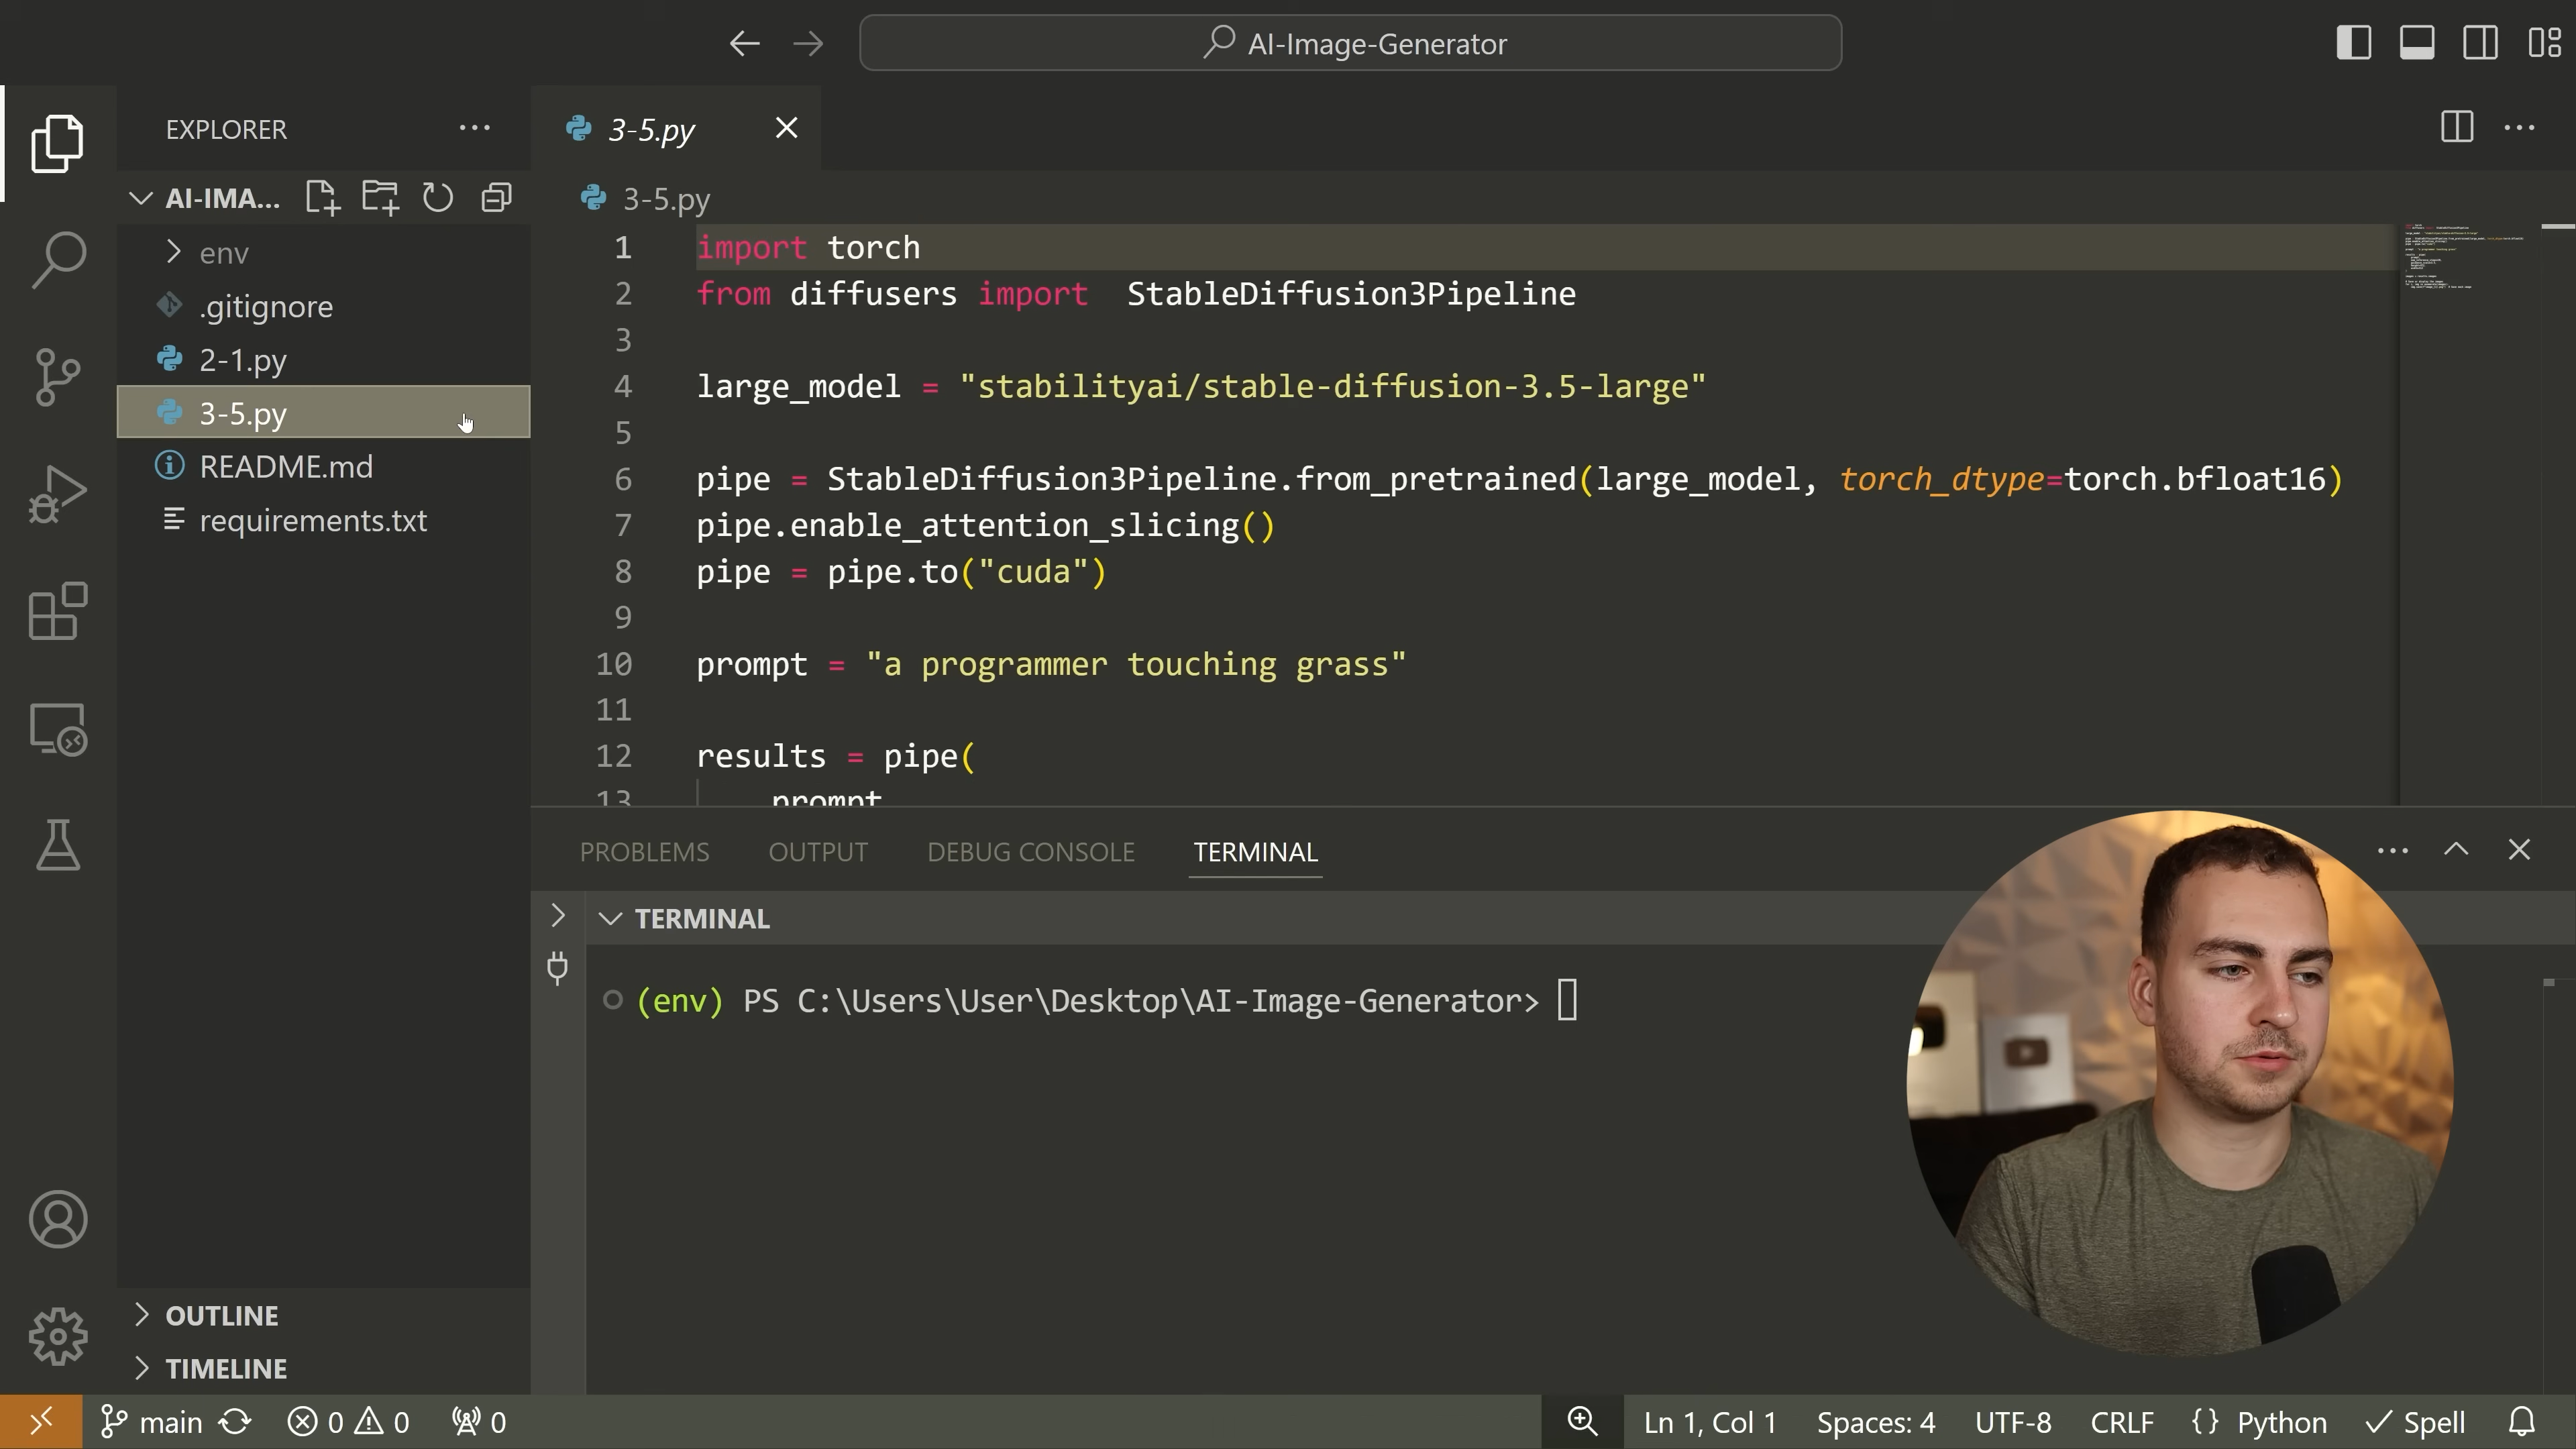 AI-Image-Generator
EXPLORER
AI-IMA...
env
.gitignore
2-1.py
3-5.py
README.md
requirements.txt
OUTLINE
TIMELINE
3-5.py
3-5.py
1 import torch
2 from diffusers import  StableDiffusion3Pipeline
3
4 large_model = "stabilityai/stable-diffusion-3.5-large"
5
6 pipe = StableDiffusion3Pipeline.from_pretrained(large_model, torch_dtype=torch.bfloat16)
7 pipe.enable_attention_slicing()
8 pipe = pipe.to("cuda")
9
10 prompt = "a programmer touching grass"
11
12 results = pipe(
13 prompt
PROBLEMS OUTPUT DEBUG CONSOLE TERMINAL
TERMINAL
(env) PS C:\Users\User\Desktop\AI-Image-Generator>
main 0 0 0 Ln 1, Col 1 Spaces: 4 UTF-8 CRLF {} Python Spell